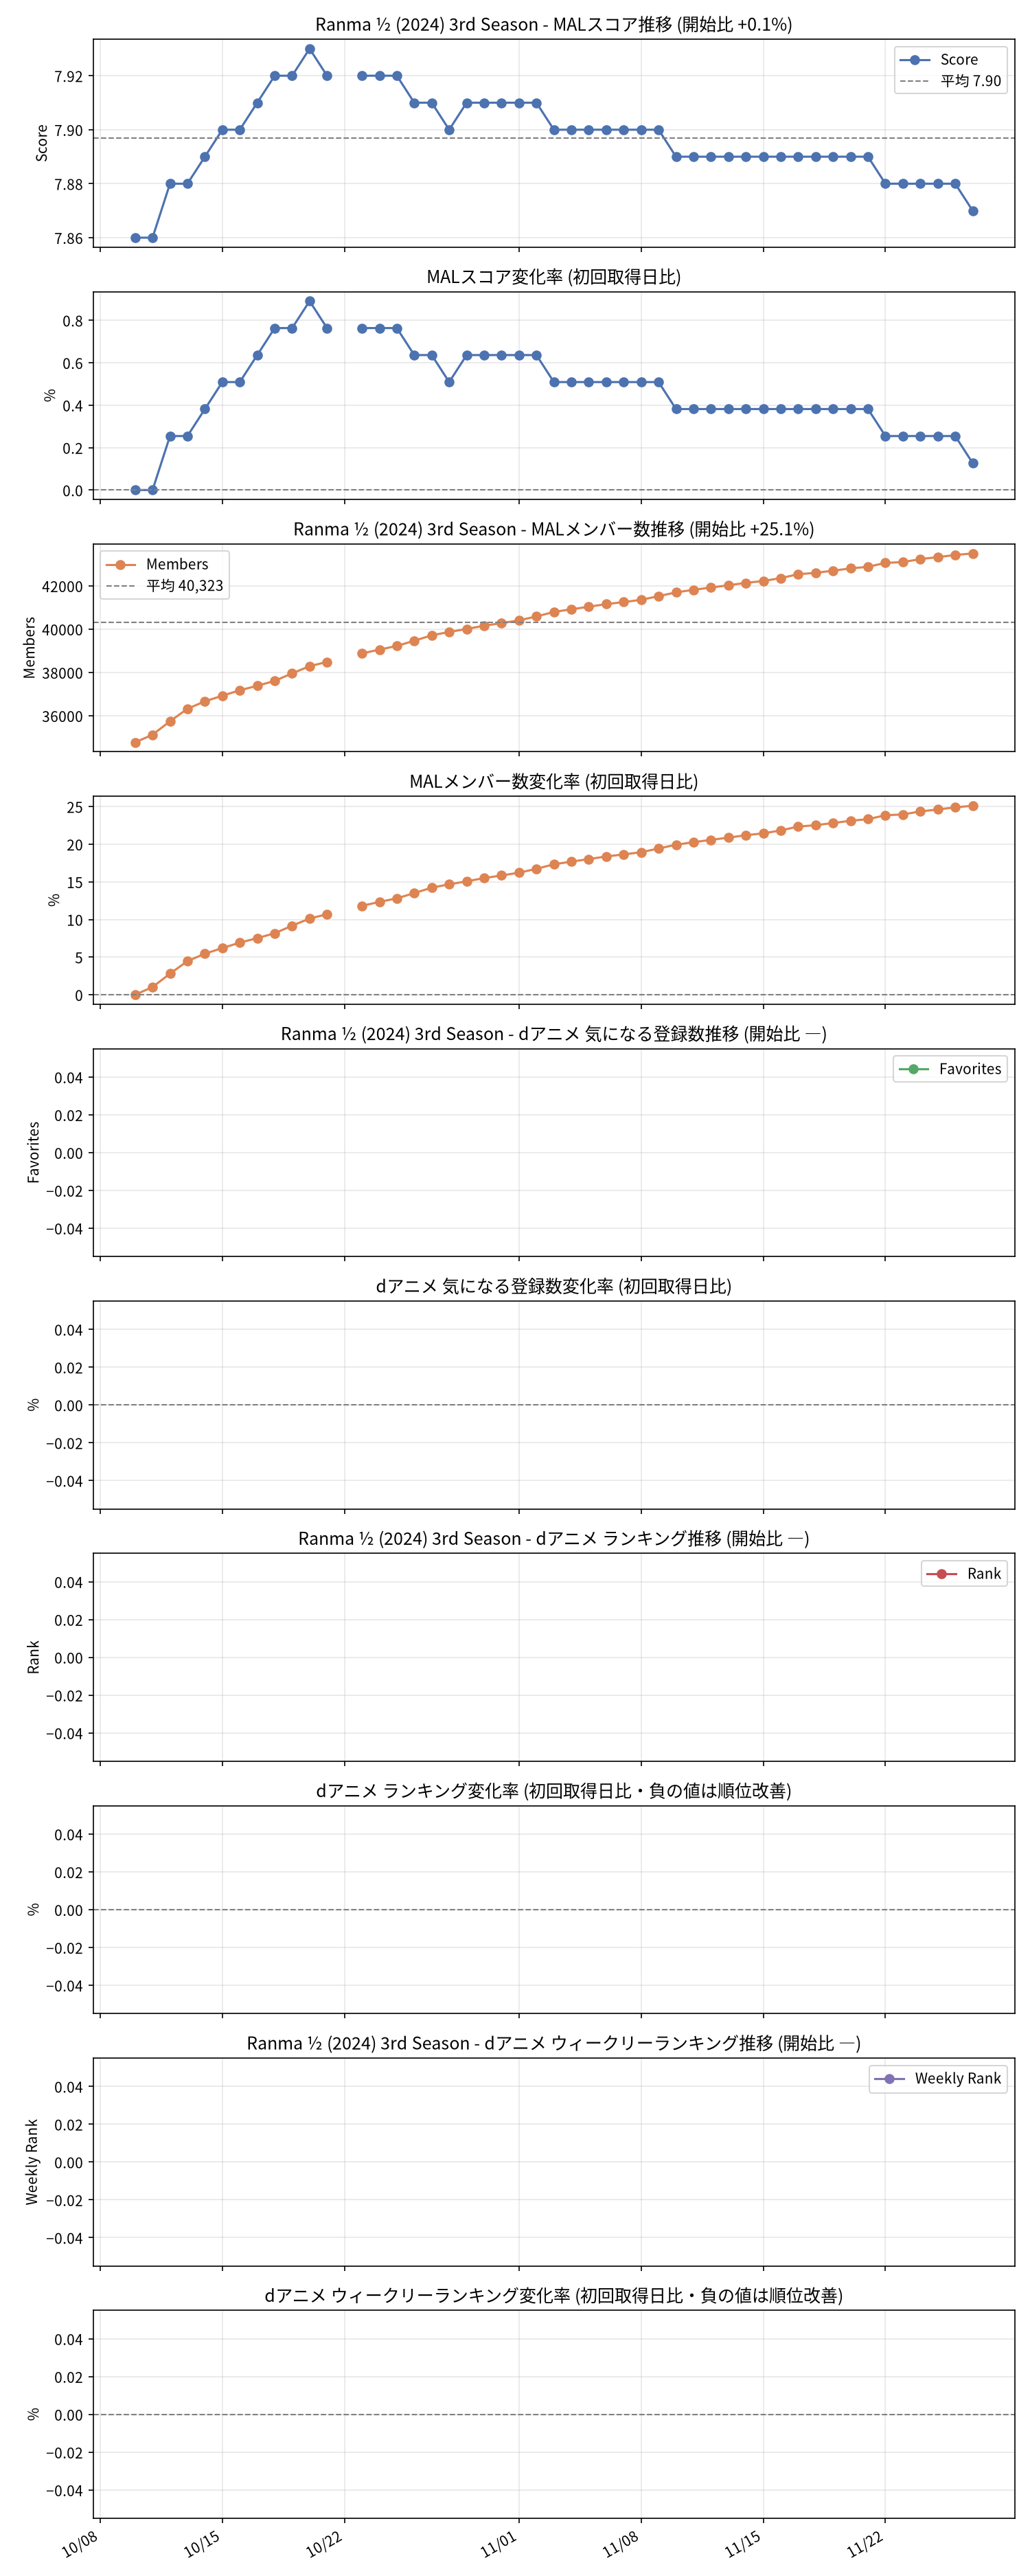 Ranma ½ (2024) 3rd Season - MALスコア推移 (開始比 +0.1%)
Score
平均 7.90
Score
7.92
7.90
7.88
7.86
MALスコア変化率 (初回取得日比)
%
0.8
0.6
0.4
0.2
0.0
Ranma ½ (2024) 3rd Season - MALメンバー数推移 (開始比 +25.1%)
Members
平均 40,323
Members
42000
40000
38000
36000
MALメンバー数変化率 (初回取得日比)
%
25
20
15
10
5
0
Ranma ½ (2024) 3rd Season - dアニメ 気になる登録数推移 (開始比 ―)
Favorites
Favorites
0.04
0.02
0.00
−0.02
−0.04
dアニメ 気になる登録数変化率 (初回取得日比)
%
0.04
0.02
0.00
−0.02
−0.04
Ranma ½ (2024) 3rd Season - dアニメ ランキング推移 (開始比 ―)
Rank
Rank
0.04
0.02
0.00
−0.02
−0.04
dアニメ ランキング変化率 (初回取得日比・負の値は順位改善)
%
0.04
0.02
0.00
−0.02
−0.04
Ranma ½ (2024) 3rd Season - dアニメ ウィークリーランキング推移 (開始比 ―)
Weekly Rank
Weekly Rank
0.04
0.02
0.00
−0.02
−0.04
dアニメ ウィークリーランキング変化率 (初回取得日比・負の値は順位改善)
%
0.04
0.02
0.00
−0.02
−0.04
10/08
10/15
10/22
11/01
11/08
11/15
11/22